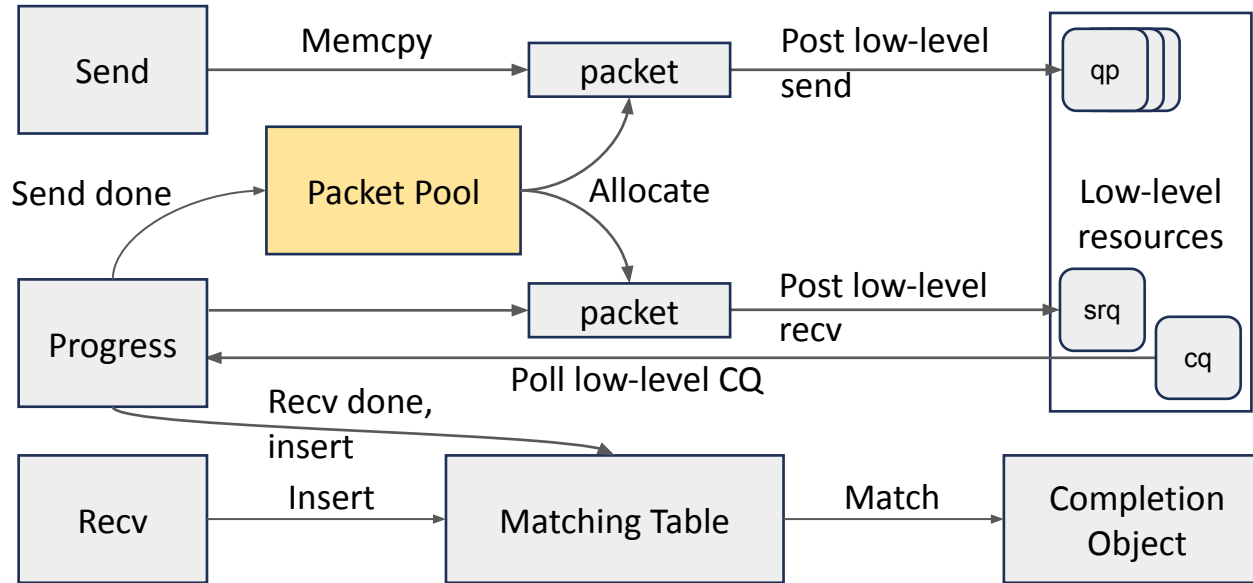 Send
Memcpy
packet
Post low-level
send
qp
Send done
Packet Pool
Allocate
Low-level
resources
Progress
packet
Post low-level
recv
srq
cq
Poll low-level CQ
Recv done,
insert
Recv
Insert
Matching Table
Match
Completion
Object